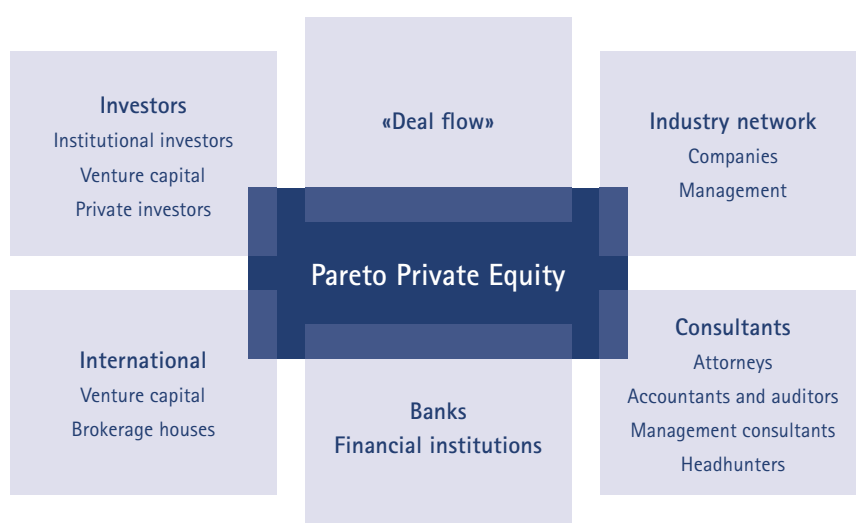 Investors
Institutional investors
Venture capital
Private investors
«Deal flow»
Industry network
Companies
Management
Pareto Private Equity
International
Venture capital
Brokerage houses
Banks
Financial institutions
Consultants
Attorneys
Accountants and auditors
Management consultants
Headhunters